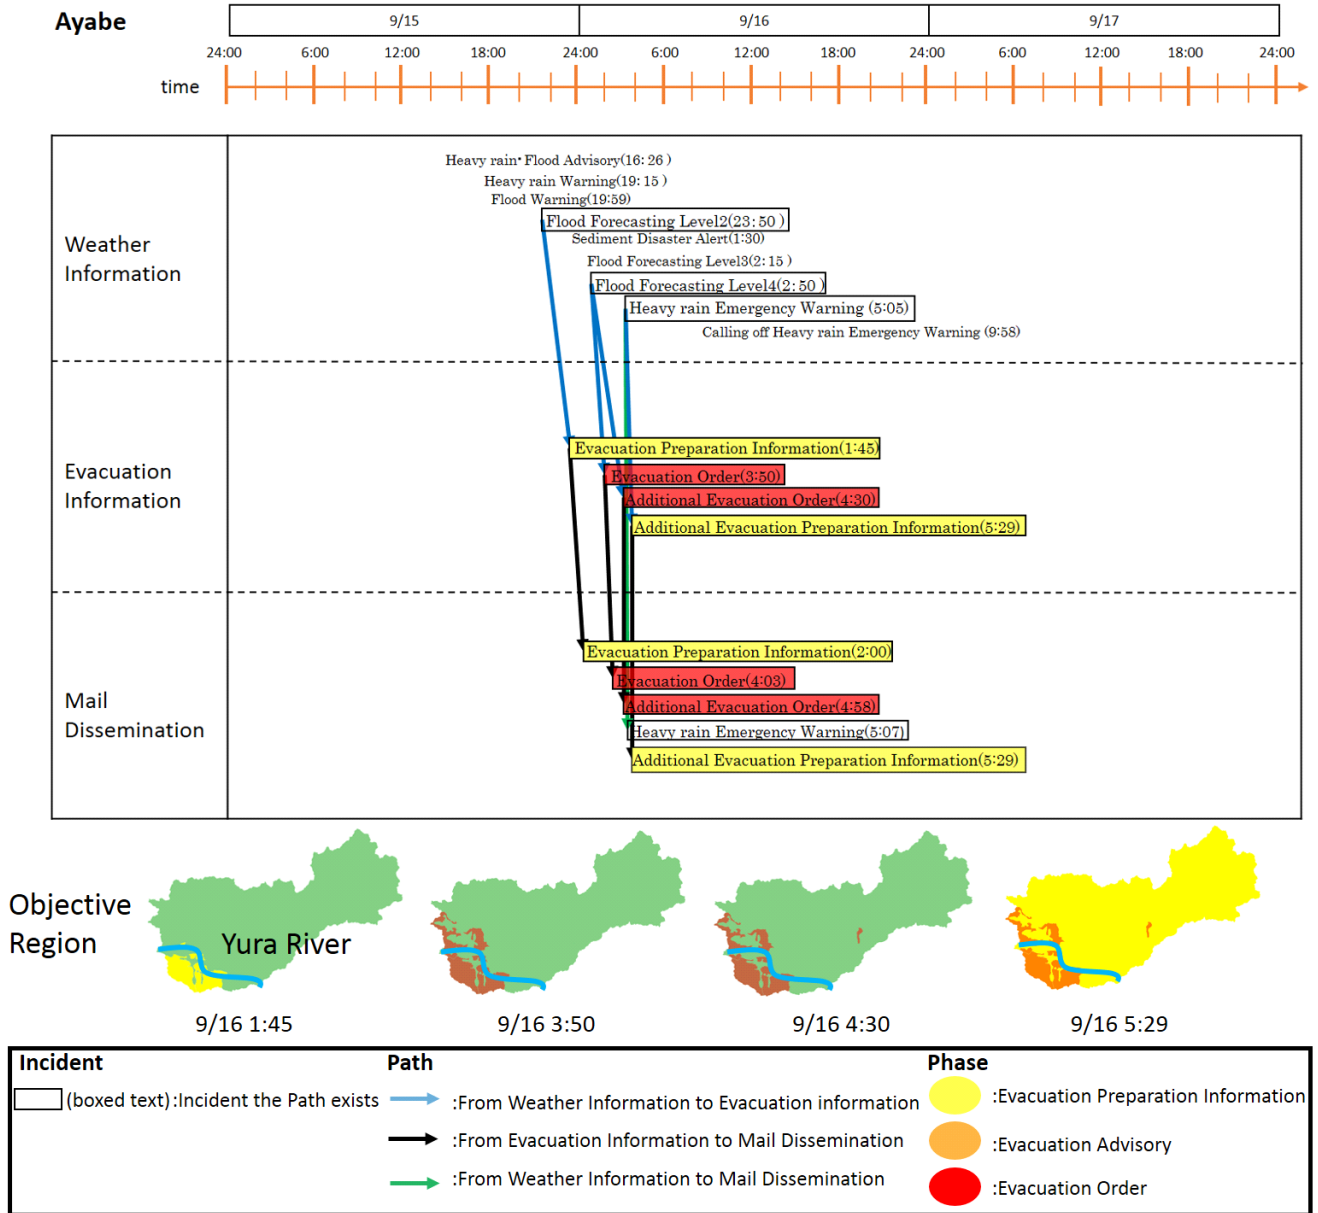 Ayabe
9/15 9/16 9/17
24:00 6:00 12:00 18:00 24:00 6:00 12:00 18:00 24:00 6:00 12:00 18:00 24:00
time
Weather
Information
Heavy rain・Flood Advisory(16:26 )
Heavy rain Warning(19:15 )
Flood Warning(19:59)
Flood Forecasting Level2(23:50 )
Sediment Disaster Alert(1:30)
Flood Forecasting Level3(2:15 )
Flood Forecasting Level4(2:50 )
Heavy rain Emergency Warning (5:05)
Calling off Heavy rain Emergency Warning (9:58)
Evacuation
Information
Evacuation Preparation Information(1:45)
Evacuation Order(3:50)
Additional Evacuation Order(4:30)
Additional Evacuation Preparation Information(5:29)
Mail
Dissemination
Evacuation Preparation Information(2:00)
Evacuation Order(4:03)
Additional Evacuation Order(4:58)
Heavy rain Emergency Warning(5:07)
Additional Evacuation Preparation Information(5:29)
Objective
Region
Yura River
9/16 1:45 9/16 3:50 9/16 4:30 9/16 5:29
Incident
(boxed text):Incident the Path exists
Path
:From Weather Information to Evacuation information
:From Evacuation Information to Mail Dissemination
:From Weather Information to Mail Dissemination
Phase
:Evacuation Preparation Information
:Evacuation Advisory
:Evacuation Order